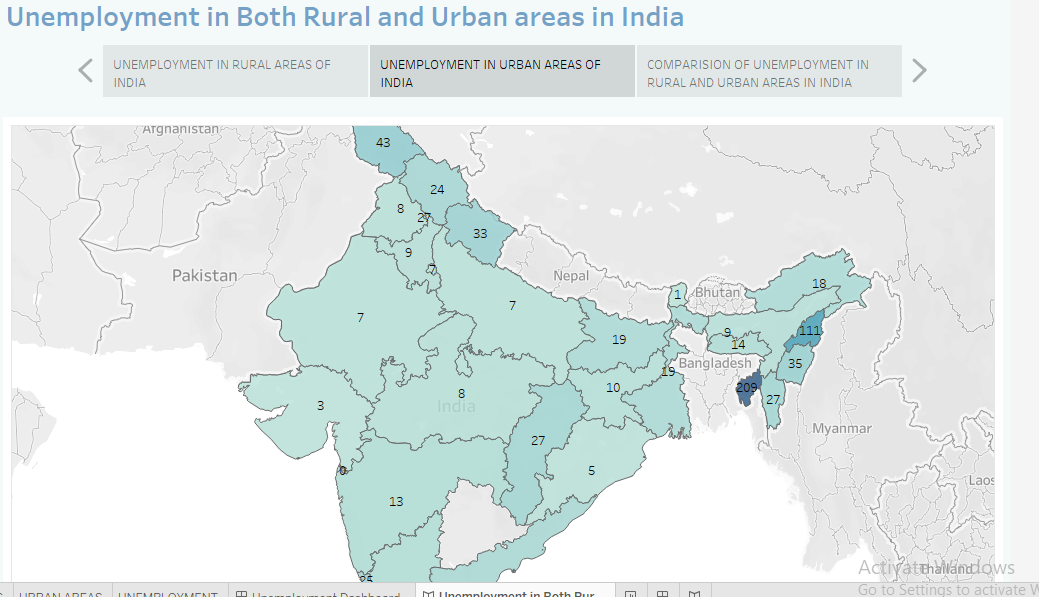 Unemployment in Both Rural and Urban areas in India
UNEMPLOYMENT IN RURAL AREAS OF
INDIA
UNEMPLOYMENT IN URBAN AREAS OF
INDIA
COMPARISION OF UNEMPLOYMENT IN
RURAL AND URBAN AREAS IN INDIA
Afghanistan
43
24
8
27
33
9
7
Pakistan
Nepal
18
1
Bhutan
7
7
111
9
19
14
Bangladesh
35
19
10
209
8
27
3
India
Myanmar
27
5
0
Laos
13
Thailand
25
Activate Windows
Go to Settings to activate W
URBAN AREAS
UNEMPLOYMENT
Unemployment Dashboard
Unemployment in Both Rur